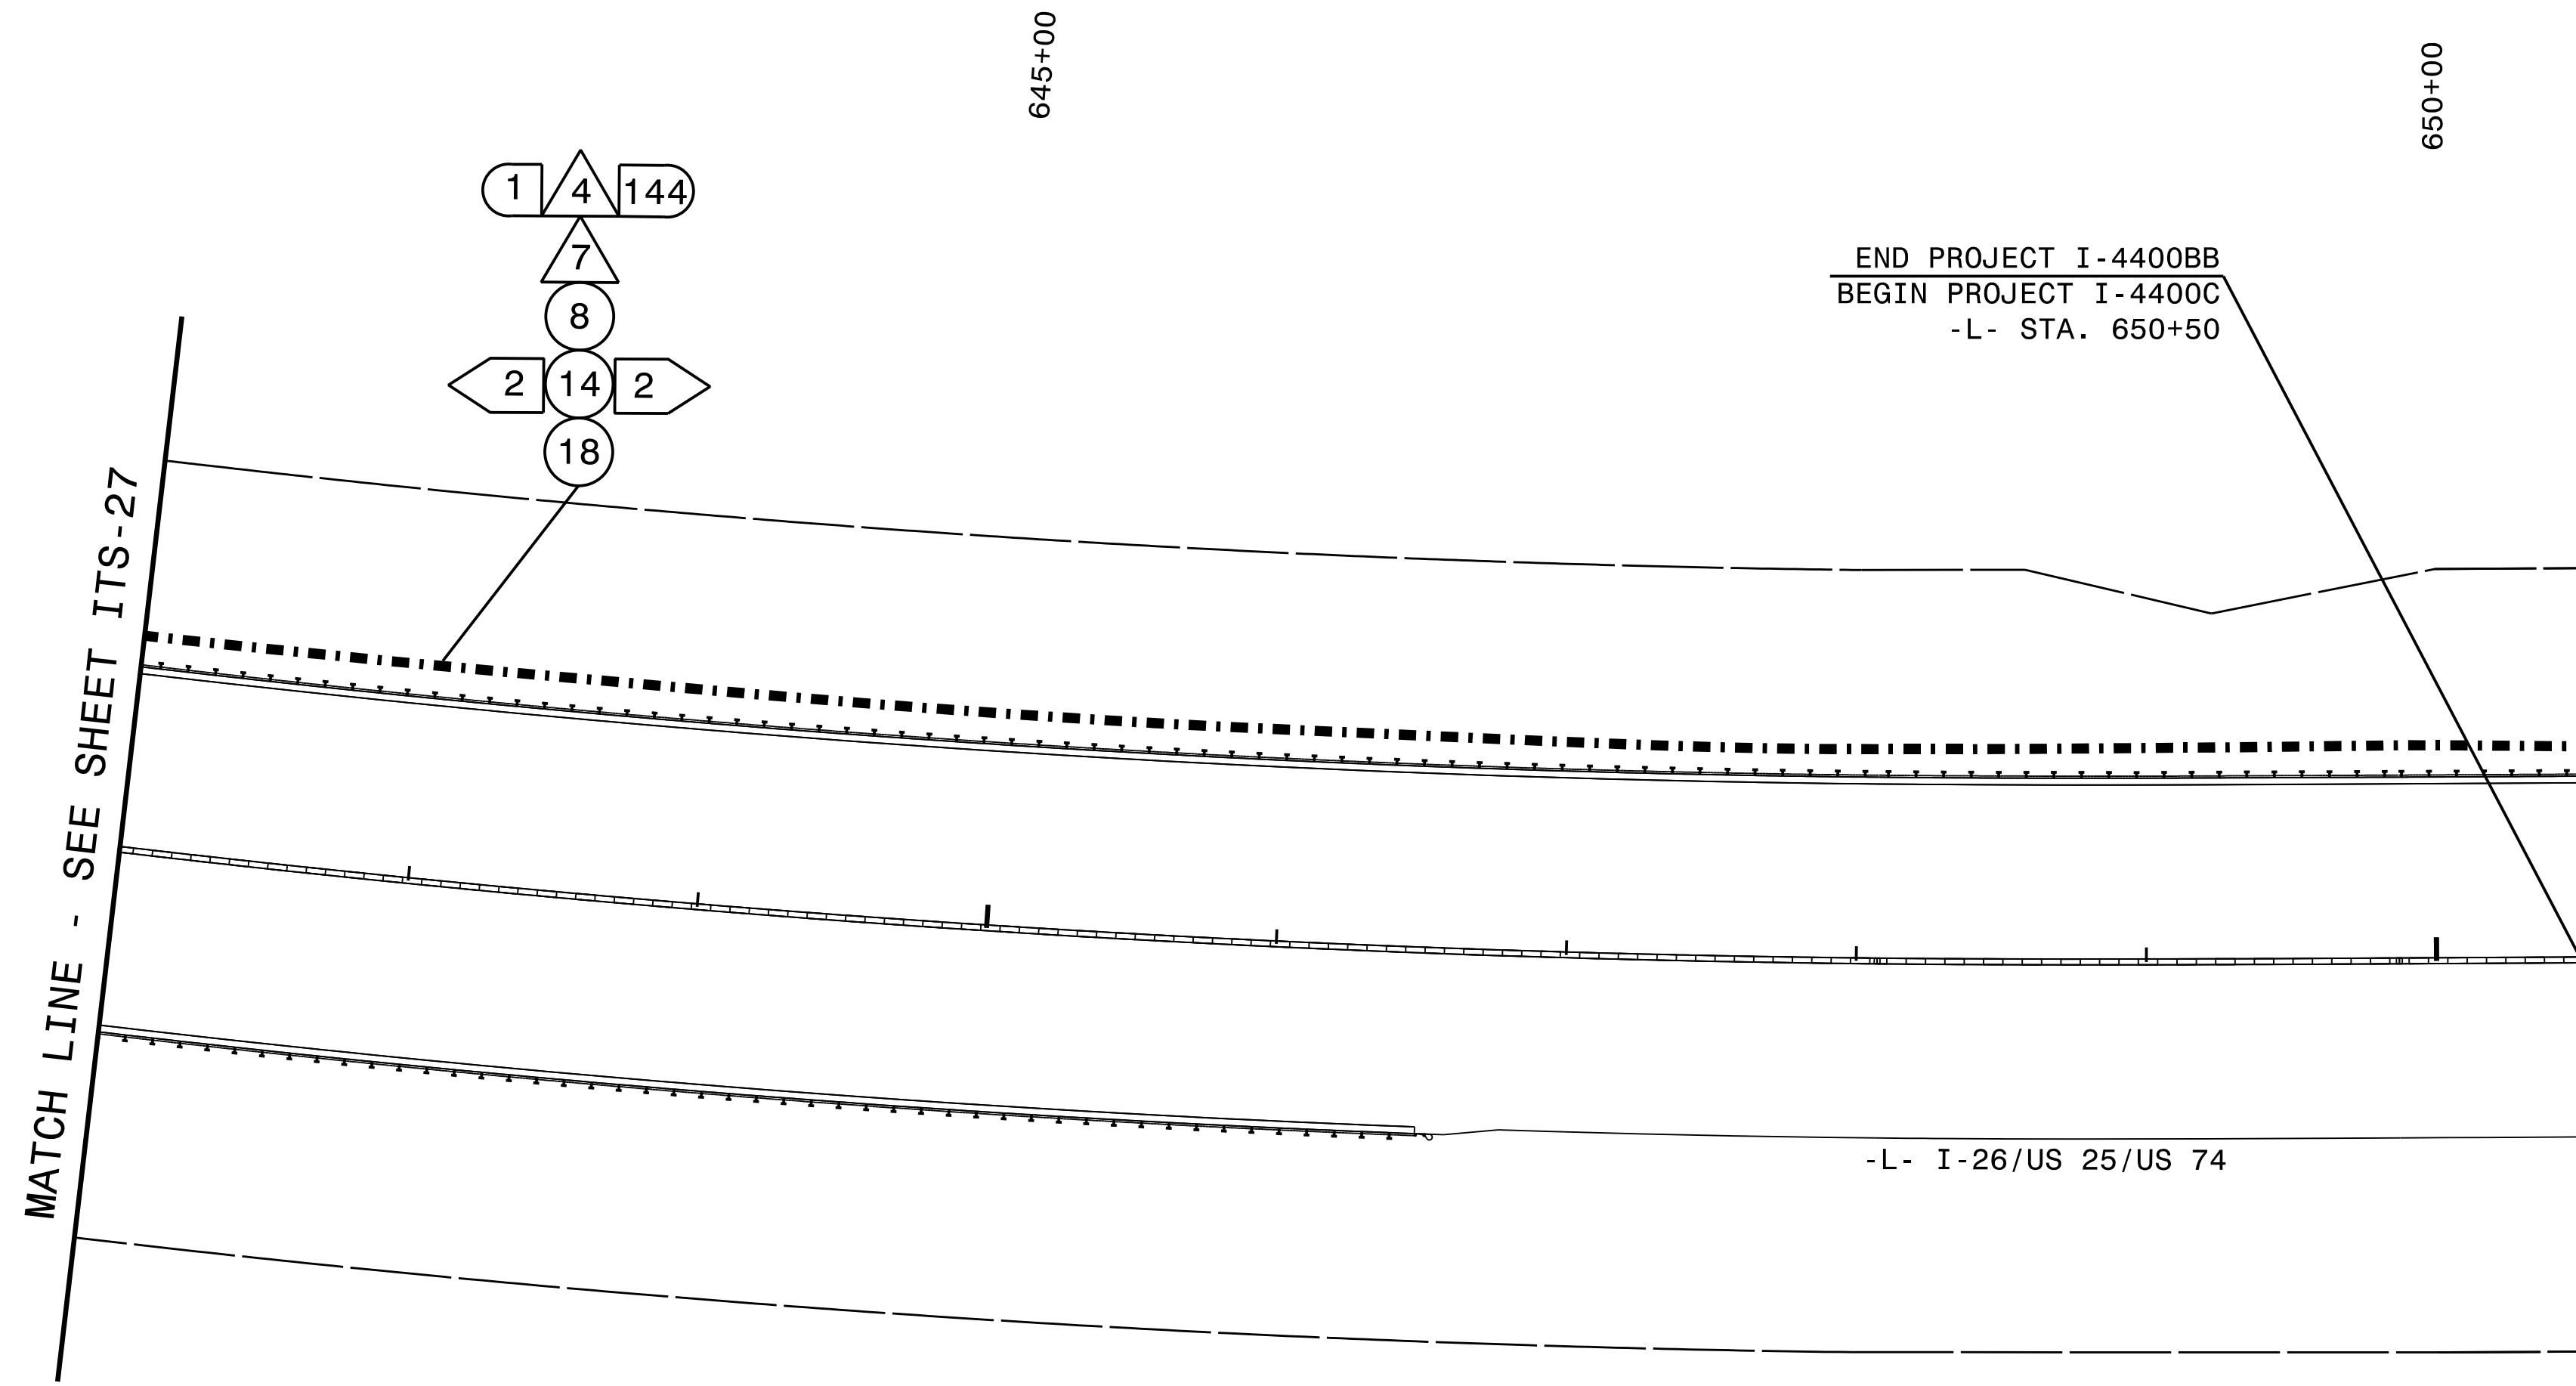 645+00
650+00
1 4 144
7
8
2 14 2
18
END PROJECT I-4400BB
BEGIN PROJECT I-4400C
-L- STA. 650+50
MATCH LINE - SEE SHEET ITS-27
-L- I-26/US 25/US 74